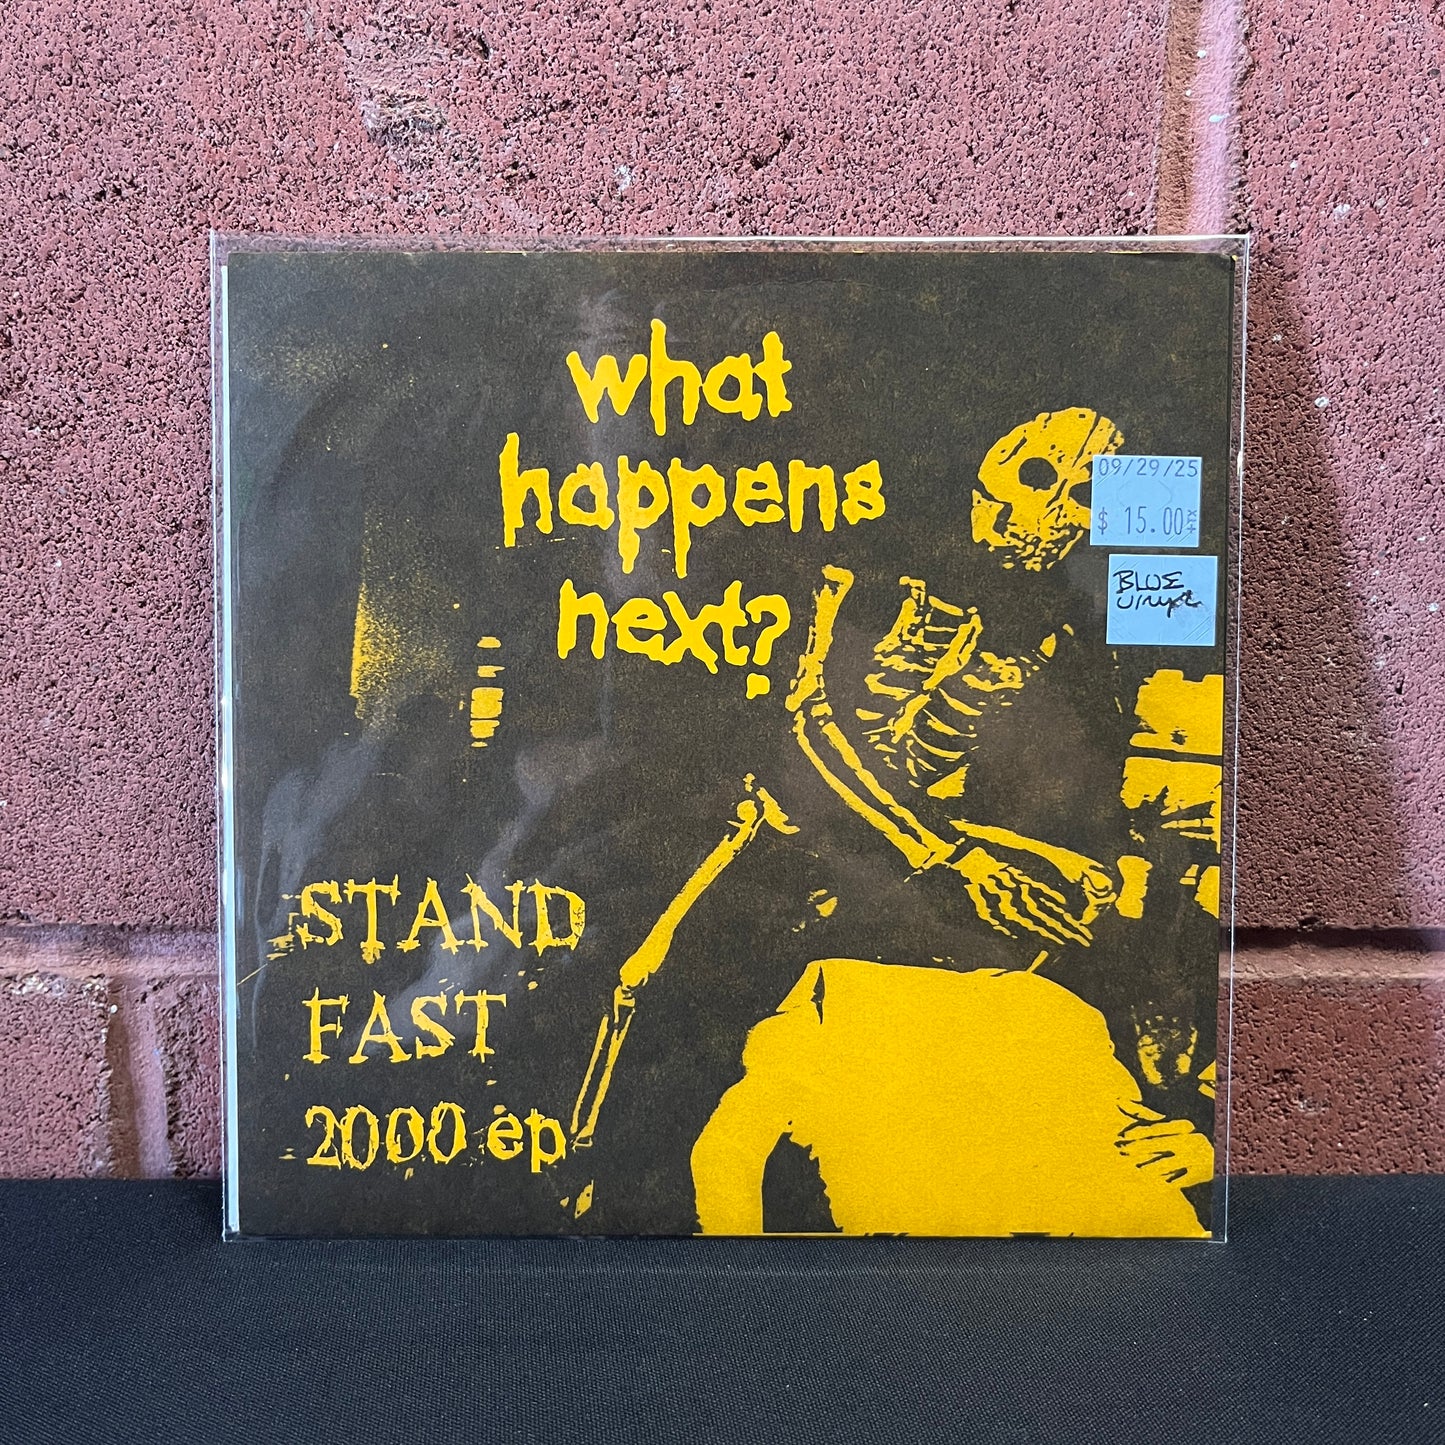 what
happens
next?
09/29/25
$ 15.00
BLUE
vinyl
STAND
FAST
2000 ep